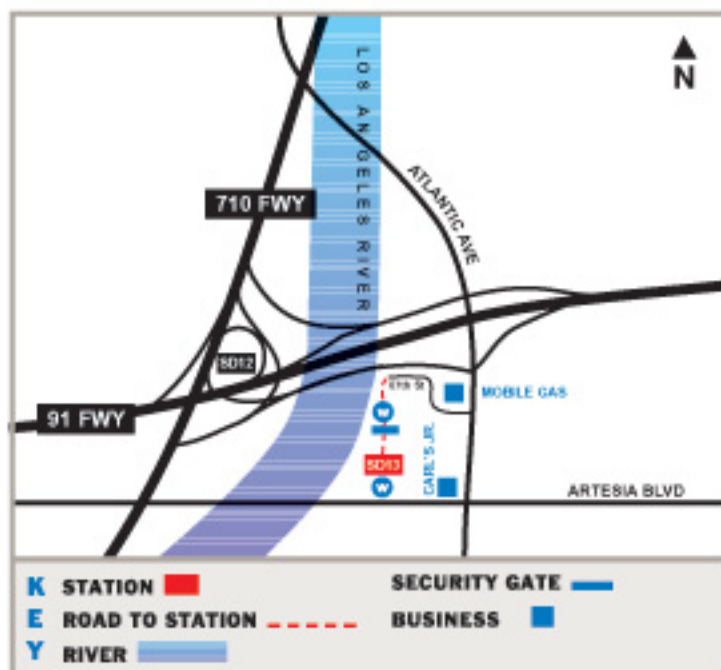 N
LOS ANGELES RIVER
ATLANTIC AVE
710 FWY
SD12
MOBILE GAS
91 FWY
W
CARL'S JR.
SD13
W
ARTESIA BLVD
K STATION
SECURITY GATE
E ROAD TO STATION
BUSINESS
Y RIVER